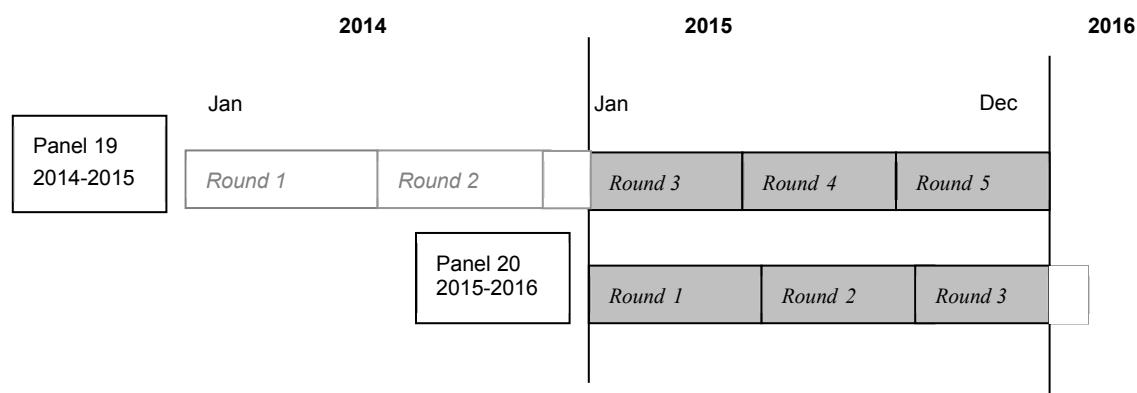 2014 2015 2016
Jan Jan Dec
Panel 19
2014-2015
Round 1 Round 2 Round 3 Round 4 Round 5
Panel 20
2015-2016
Round 1 Round 2 Round 3